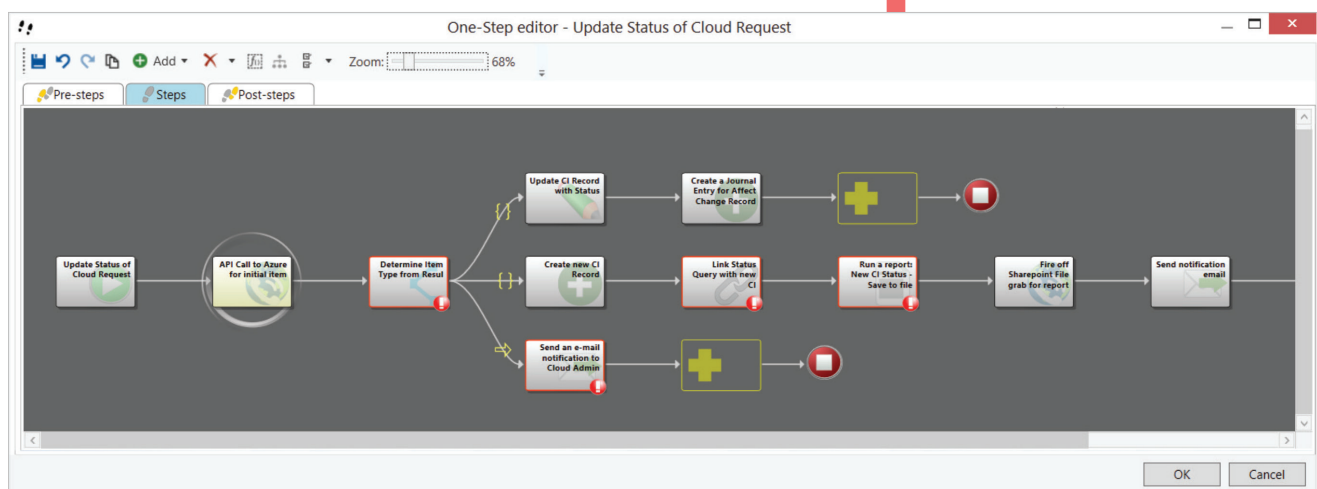 One-Step editor - Update Status of Cloud Request
Add
Zoom:
68%
Pre-steps
Steps
Post-steps
Update CI Record
with Status
Create a Journal
Entry for Affect
Change Record
Update Status of
Cloud Request
API Call to Azure
for initial item
Determine Item
Type from Resul
{ }
{ }
Create new CI
Record
Link Status
Query with new
CI
Run a report:
New CI Status -
Save to file
Fire off
Sharepoint File
grab for report
Send notification
email
Send an e-mail
notification to
Cloud Admin
OK
Cancel